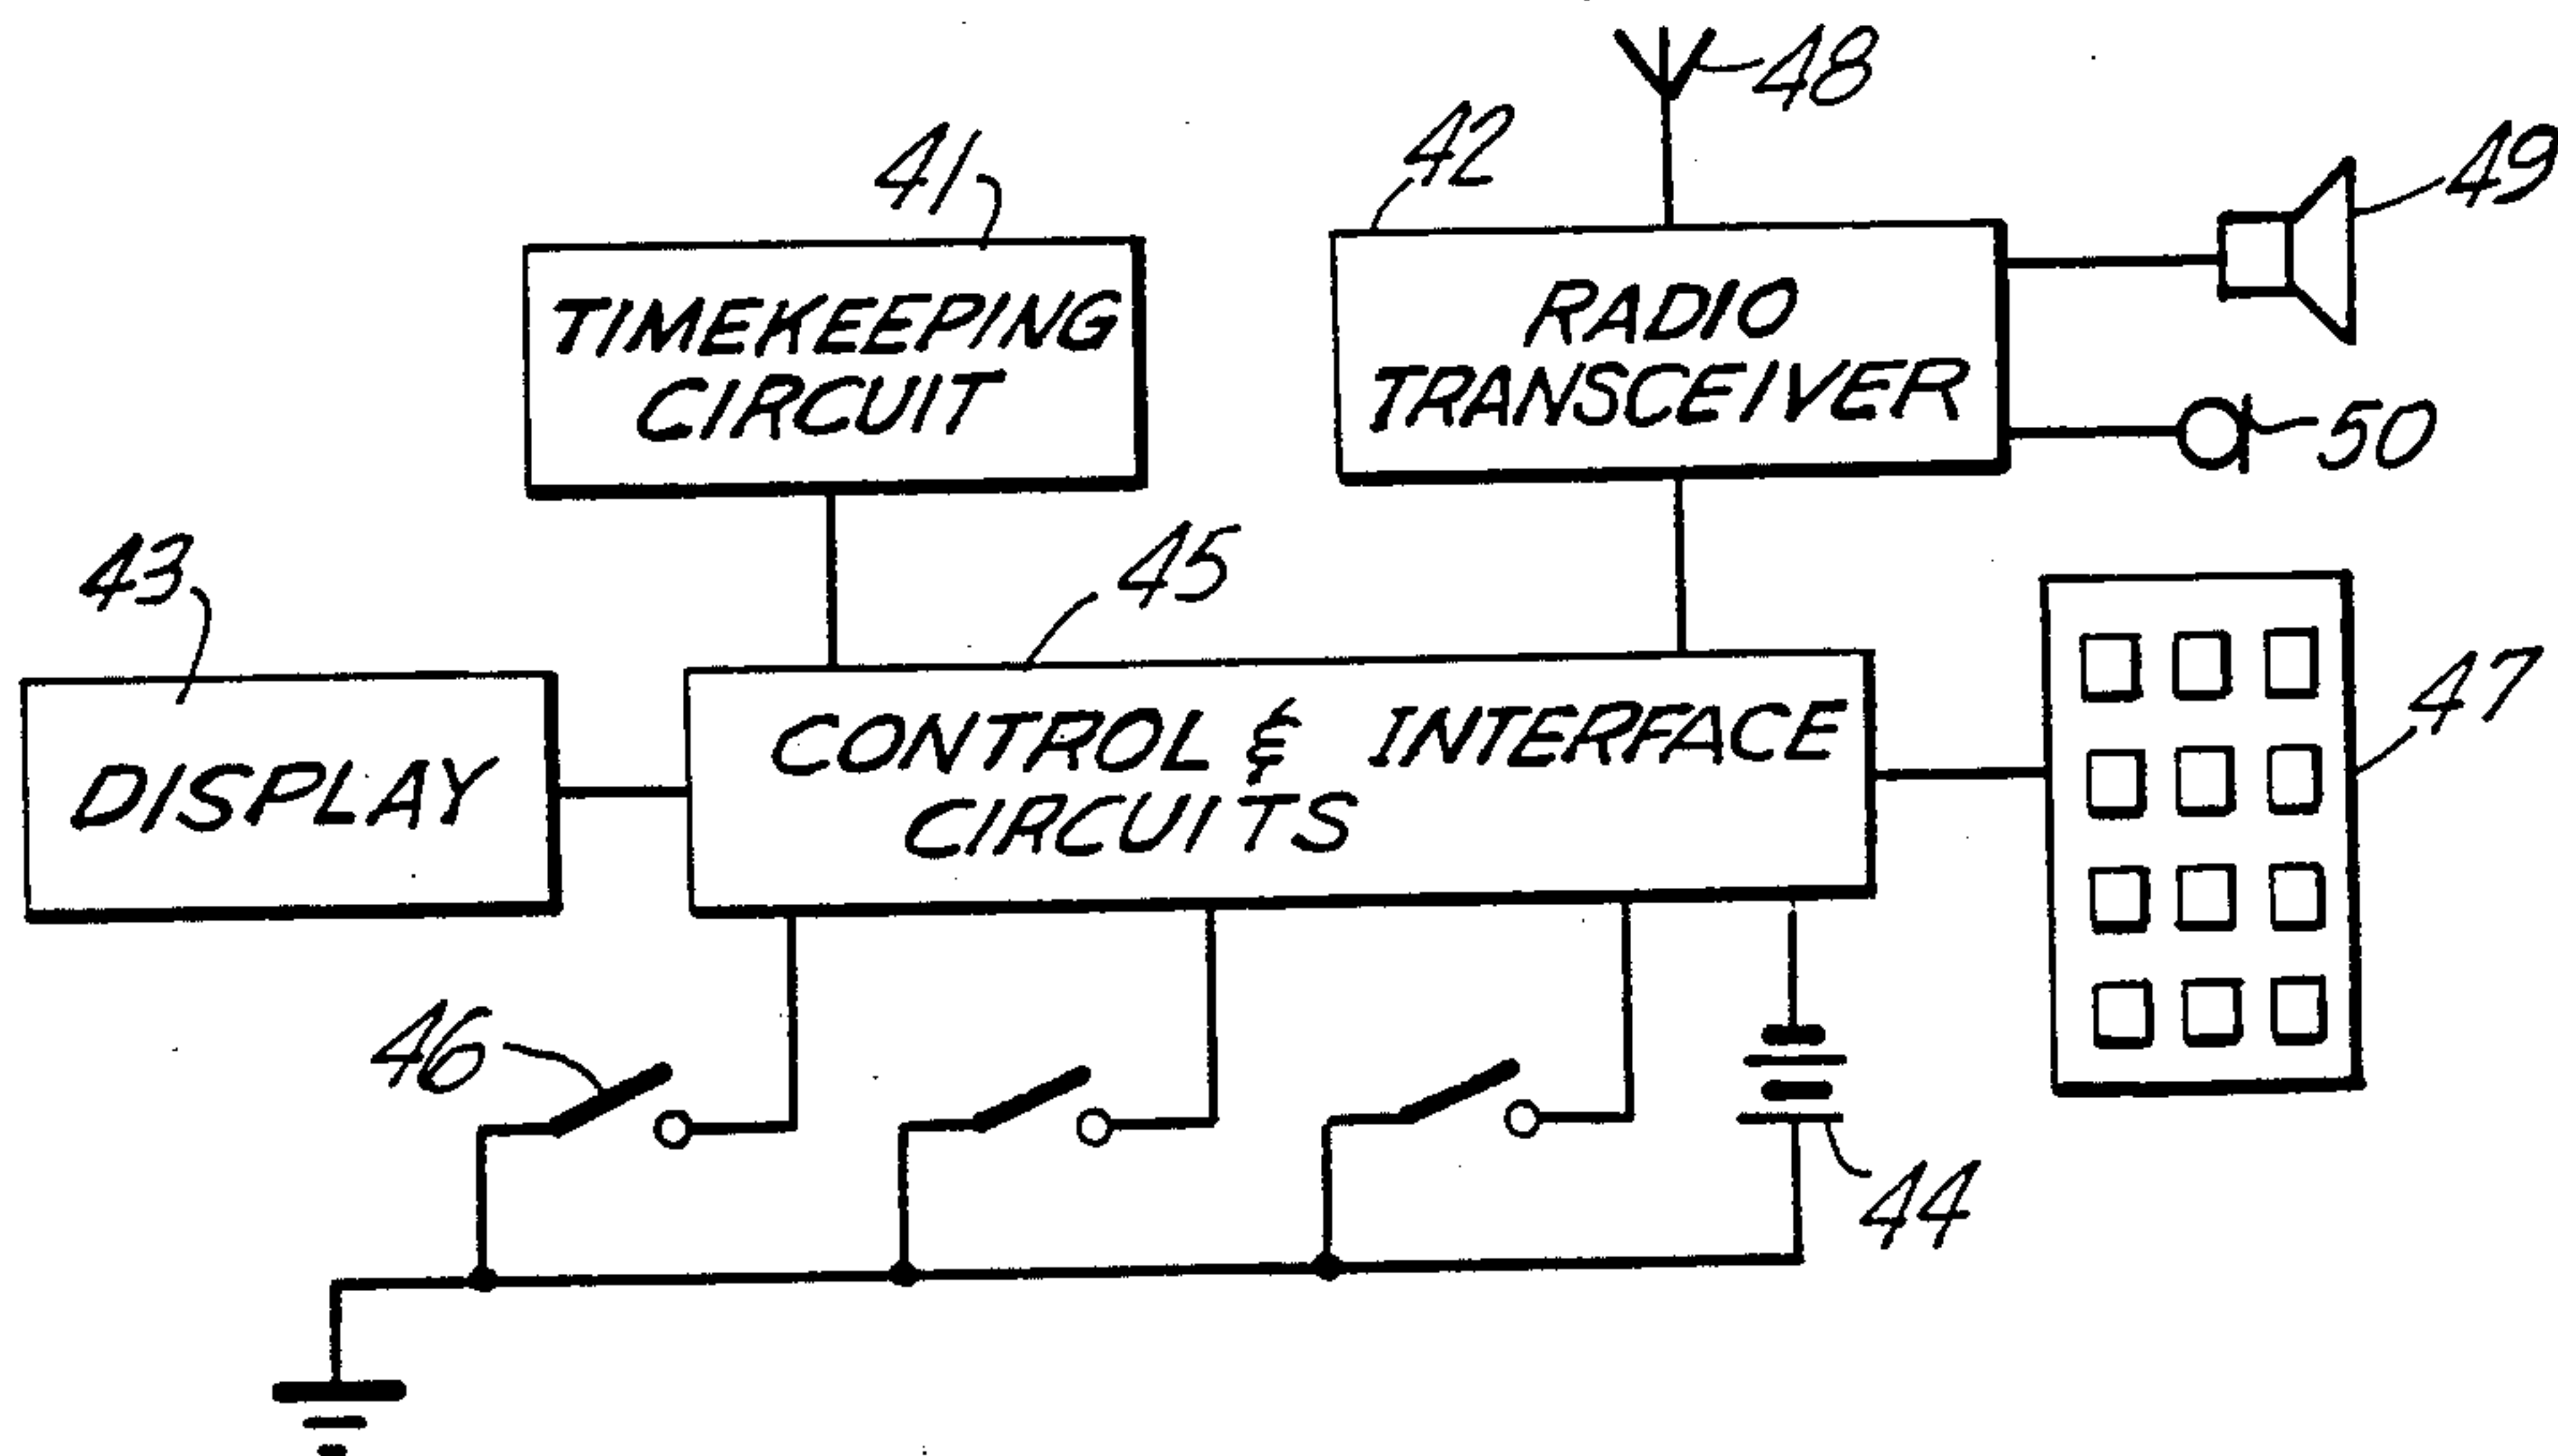 48
42
41
49
TIMEKEEPING
CIRCUIT
RADIO
TRANSCEIVER
50
43
45
47
DISPLAY
CONTROL & INTERFACE
CIRCUITS
46
44